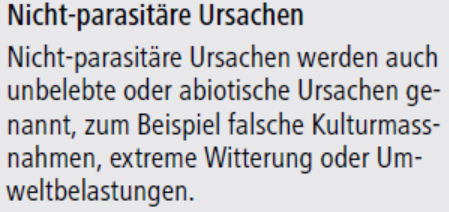 Nicht-parasitäre Ursachen
Nicht-parasitäre Ursachen werden auch
unbelebte oder abiotische Ursachen ge-
nannt, zum Beispiel falsche Kulturmass-
nahmen, extreme Witterung oder Um-
weltbelastungen.